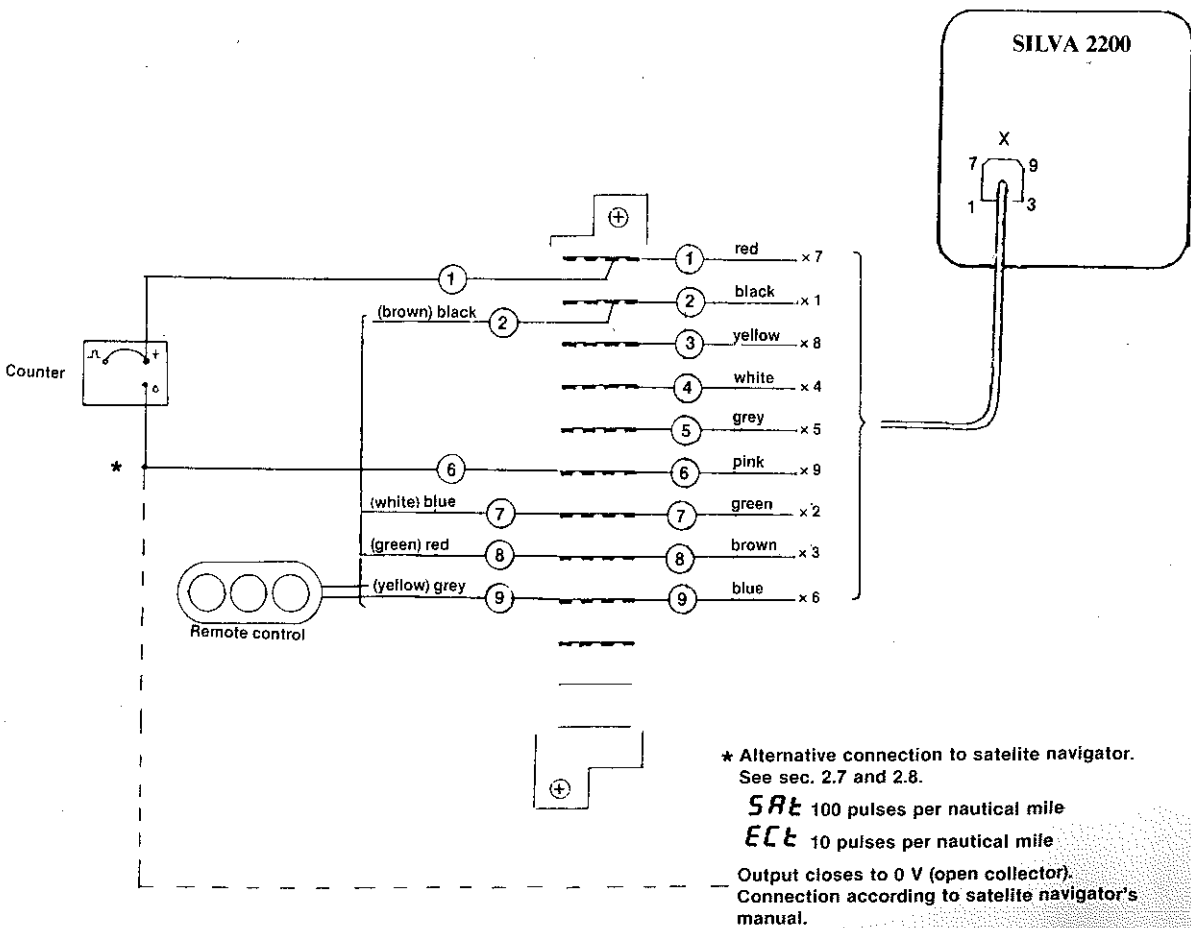 SILVA 2200
X
7 9
1 3
1 1 red × 7
(brown) black 2 2 black × 1
3 yellow × 8
Counter + o
4 white × 4
5 grey × 5
* 6 6 pink × 9
(white) blue 7 7 green × 2
(green) red 8 8 brown × 3
(yellow) grey 9 9 blue × 6
Remote control
* Alternative connection to satelite navigator.
See sec. 2.7 and 2.8.
SAt 100 pulses per nautical mile
ECt 10 pulses per nautical mile
Output closes to 0 V (open collector).
Connection according to satelite navigator's
manual.